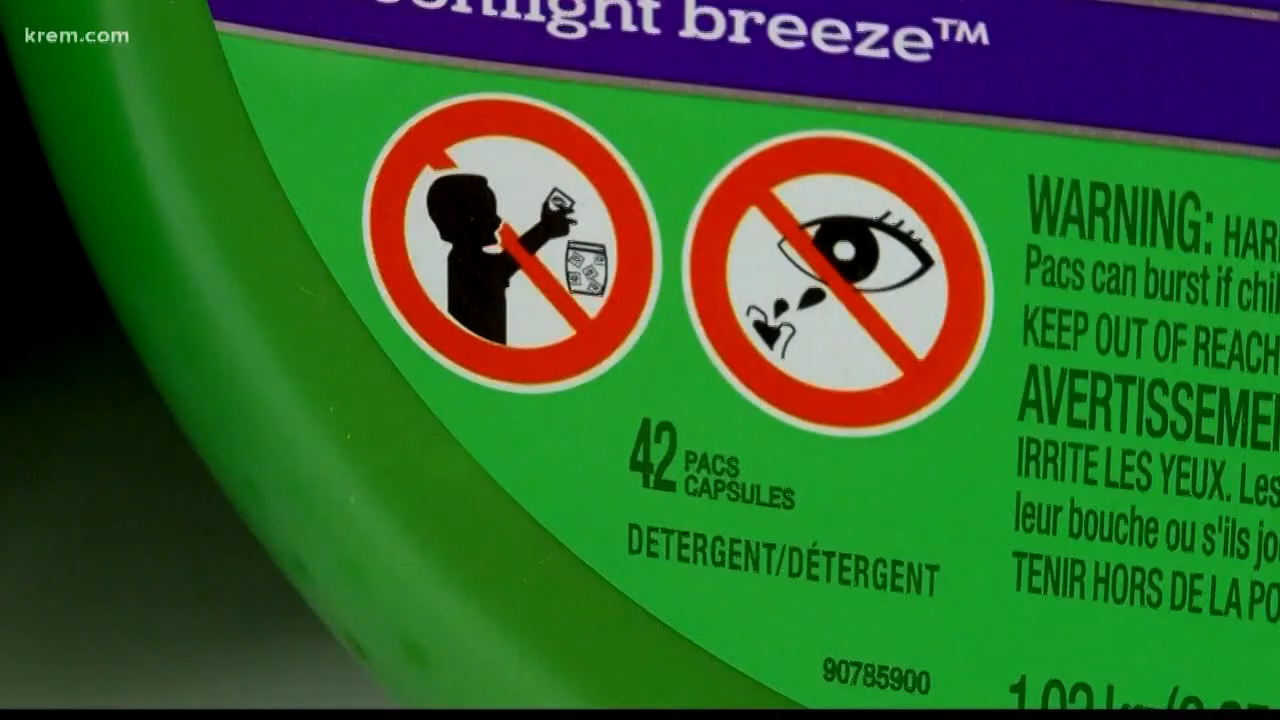 krem.com
breeze™
WARNING:
Pacs can burst if
KEEP OUT OF REACH
42 PACS
CAPSULES
IRRITE LES YEUX. Les
leur bouche ou s'ils
DETERGENT/DÉTERGENT
TENIR HORS DE LA
90785900